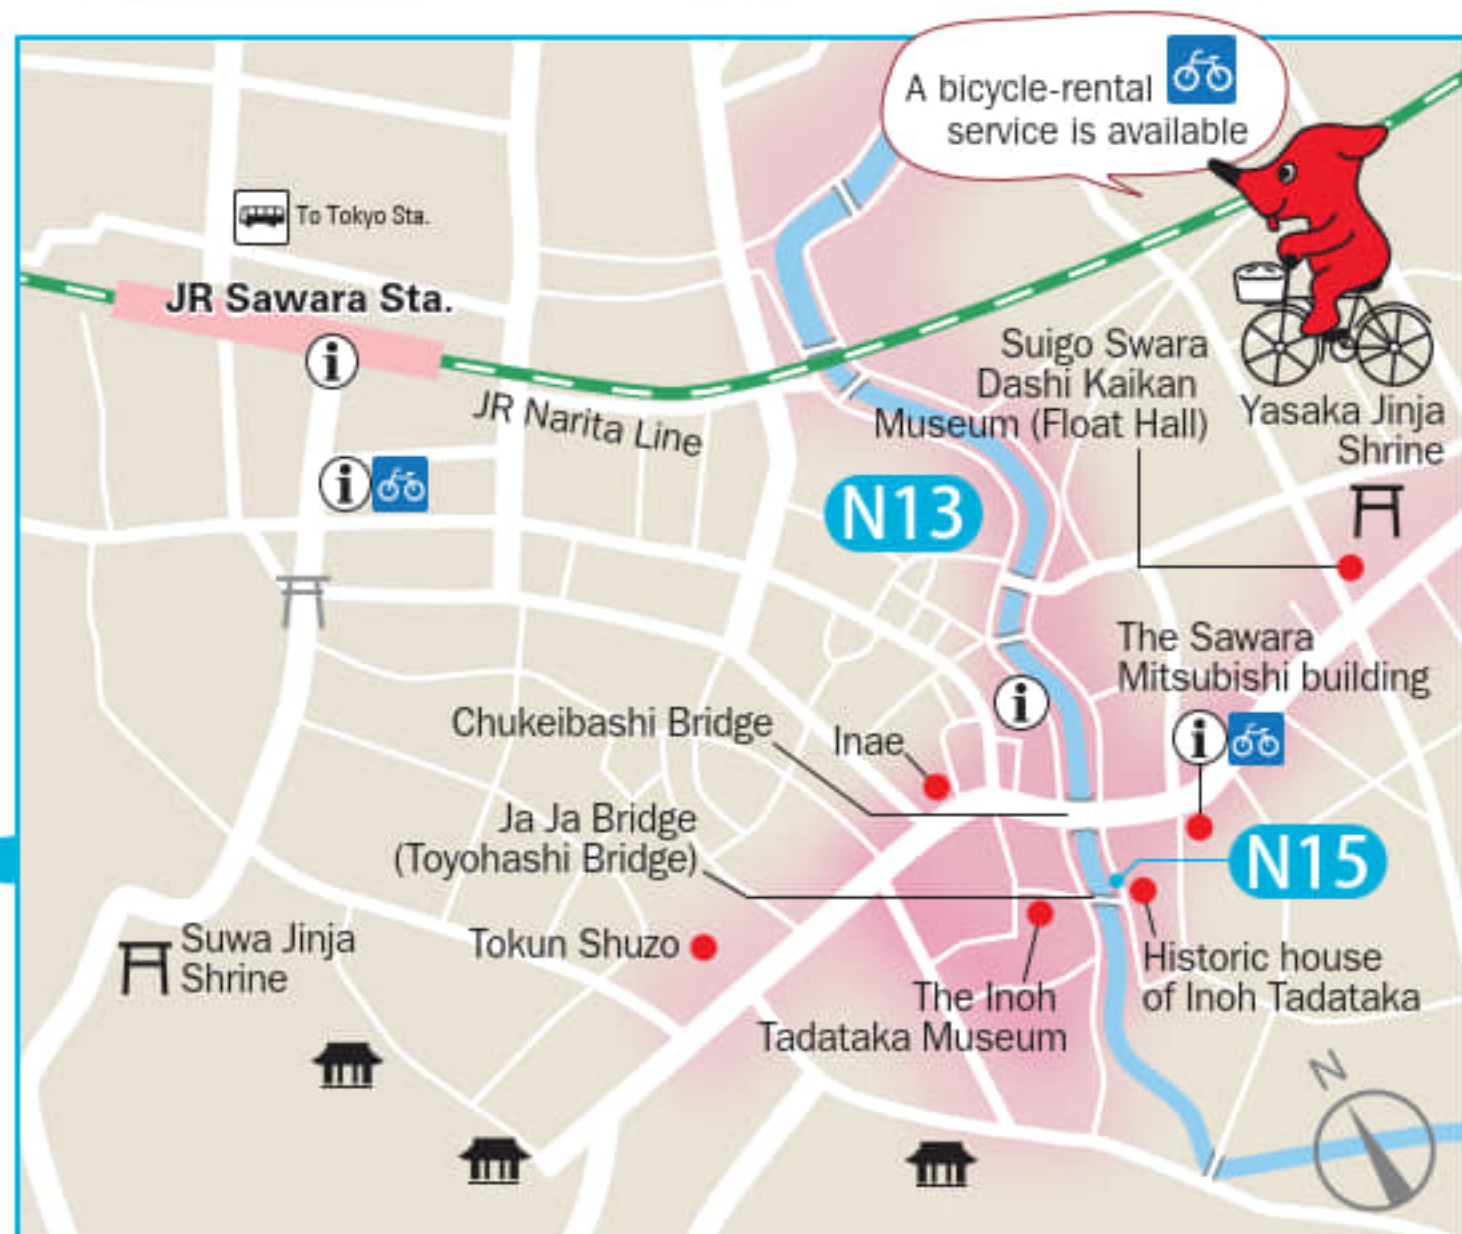 A bicycle-rental
service is available
To Tokyo Sta.
JR Sawara Sta.
i
JR Narita Line
i
Suigo Swara
Dashi Kaikan
Museum (Float Hall)
Yasaka Jinja
Shrine
N13
The Sawara
Mitsubishi building
i
i
Chukeibashi Bridge
Inae
Ja Ja Bridge
(Toyohashi Bridge)
N15
Tokun Shuzo
Suwa Jinja
Shrine
Historic house
of Inoh Tadataka
The Inoh
Tadataka Museum
N